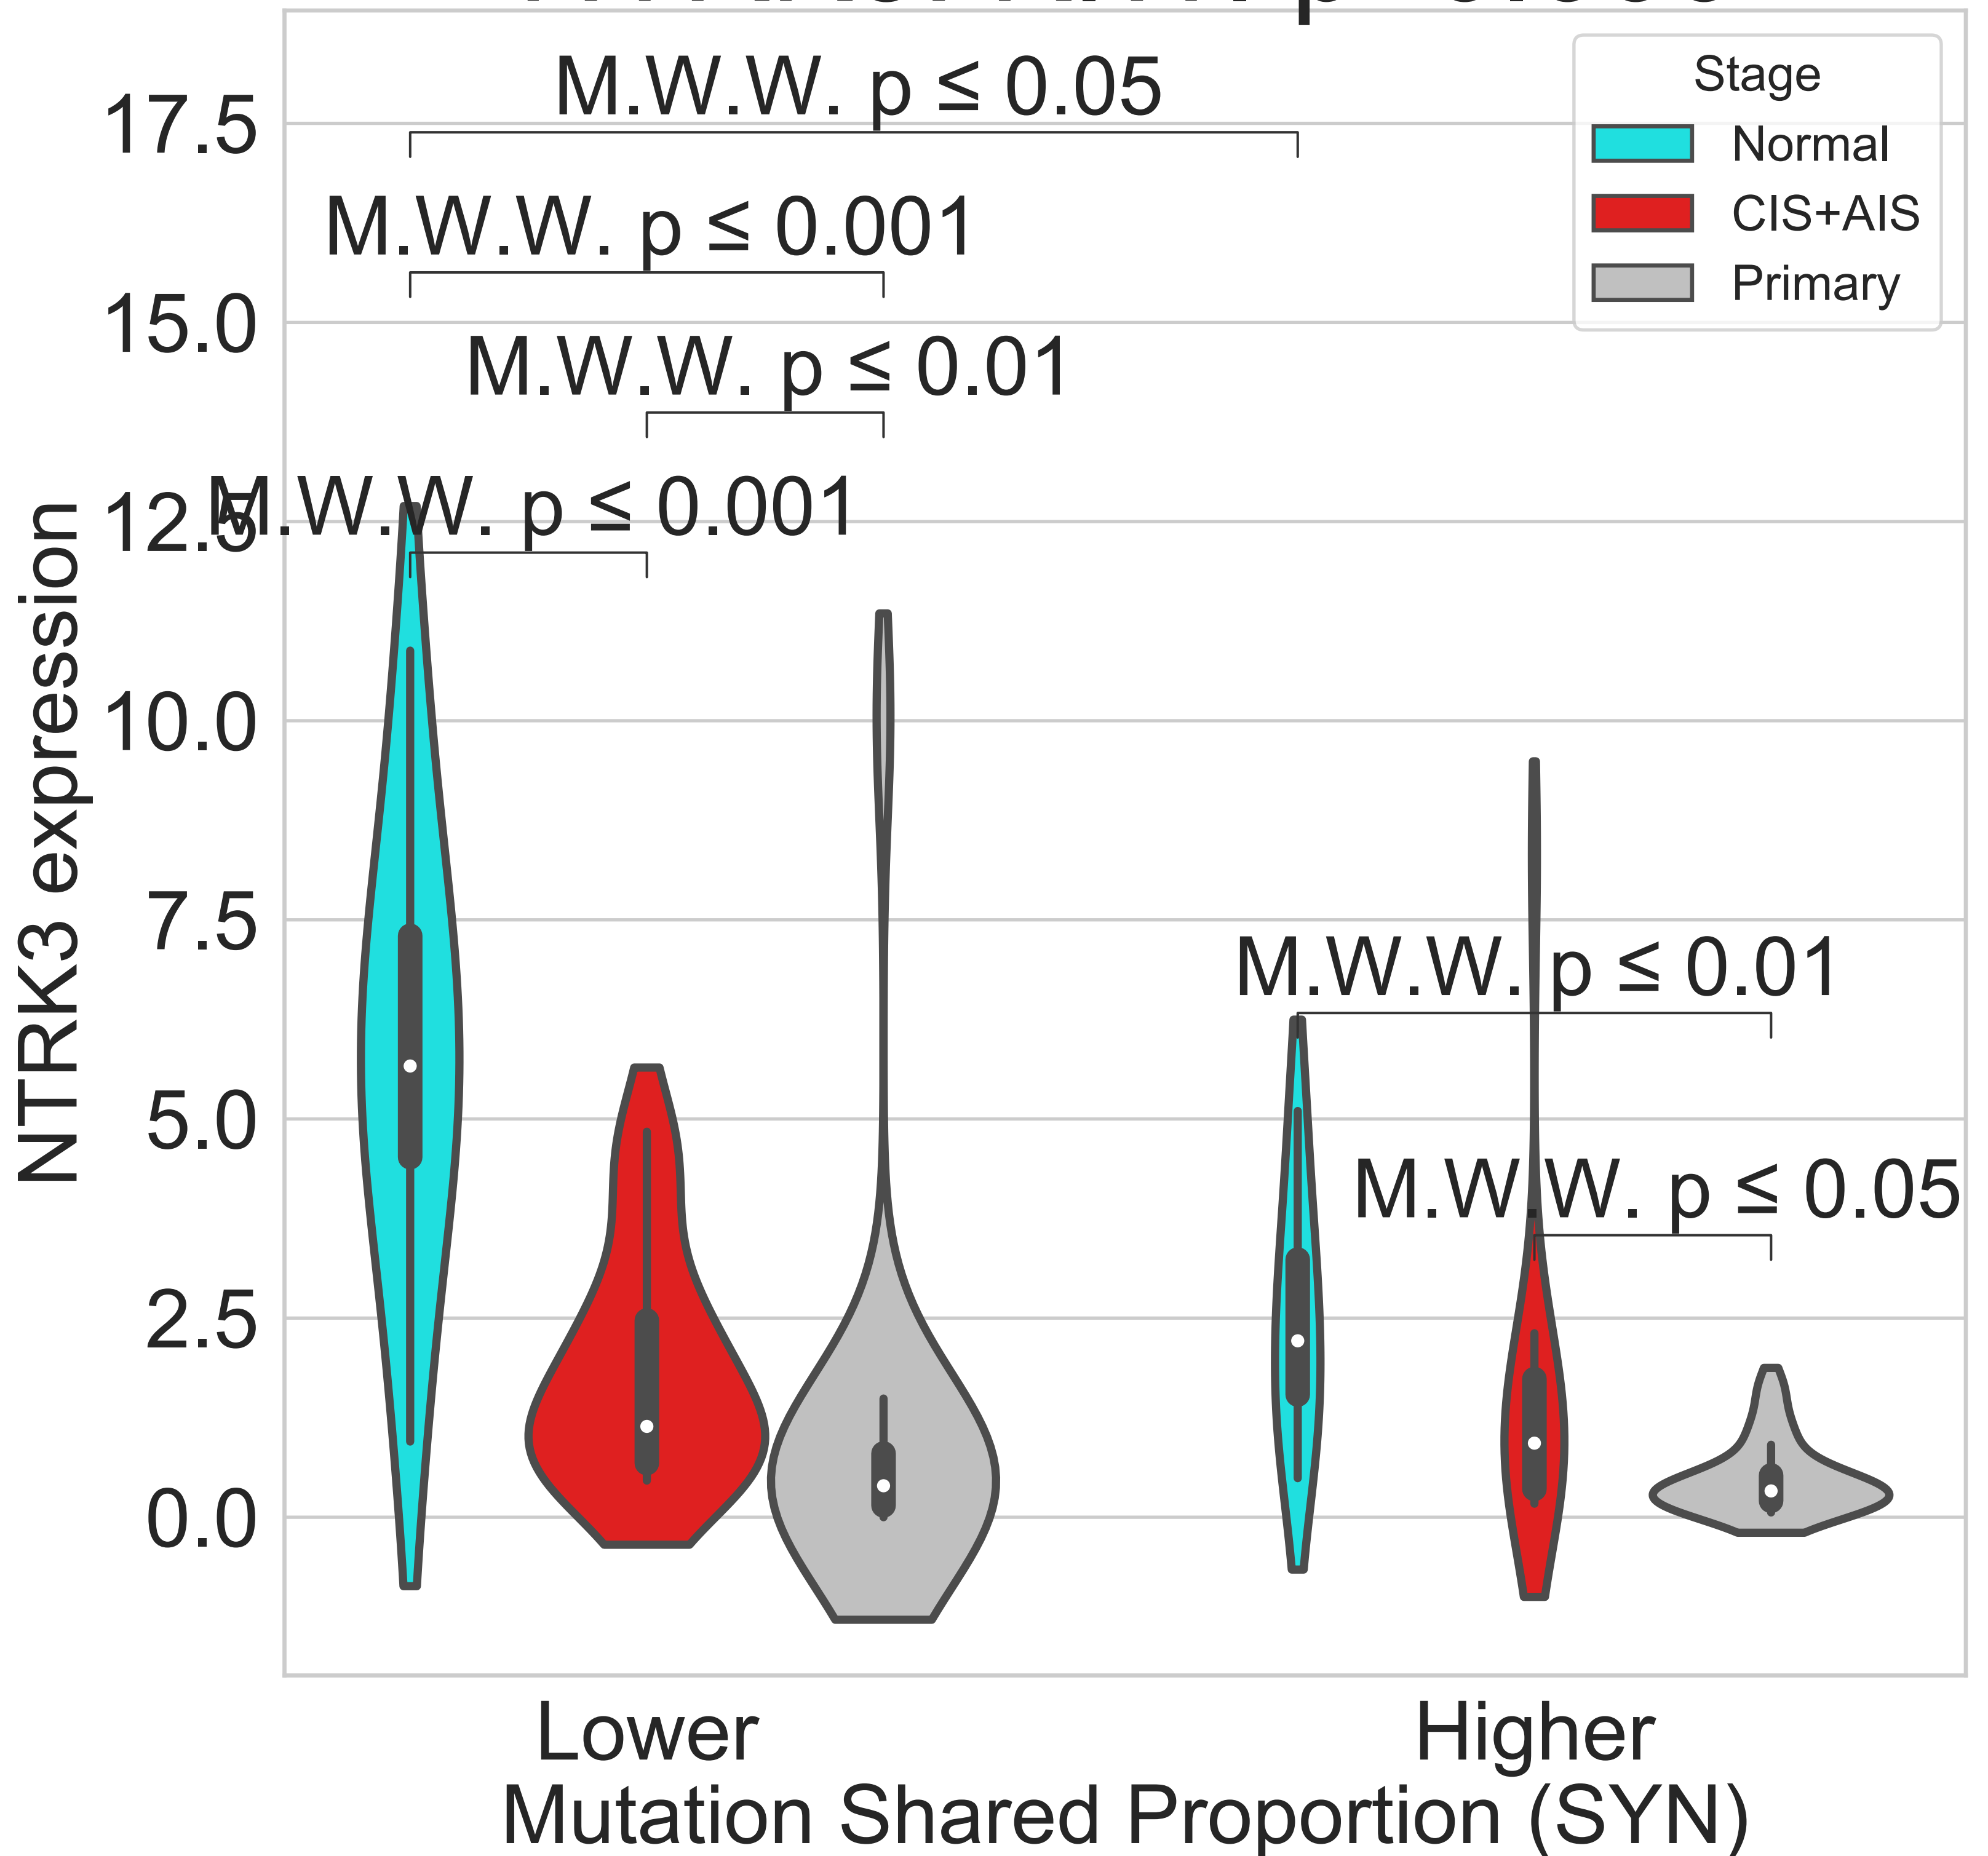 M.W.W. p ≤ 0.05
Stage
Normal
CIS+AIS
Primary
17.5
M.W.W. p ≤ 0.001
15.0
M.W.W. p ≤ 0.01
12.5
M.W.W. p ≤ 0.001
10.0
7.5
M.W.W. p ≤ 0.01
5.0
M.W.W. p ≤ 0.05
2.5
0.0
NTRK3 expression
Lower
Higher
Mutation Shared Proportion (SYN)